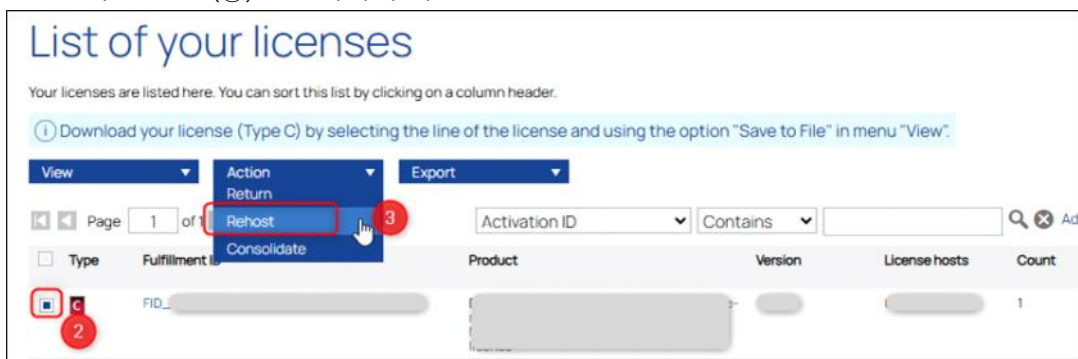 List of your licenses
Your licenses are listed here. You can sort this list by clicking on a column header.
Download your license (Type C) by selecting the line of the license and using the option "Save to File" in menu "View".
View Action Export
Return
Page 1 of 1 Rehost 3 Activation ID Contains
Consolidate
Type Fulfillment Product Version License hosts Count
C FID_ 1
2